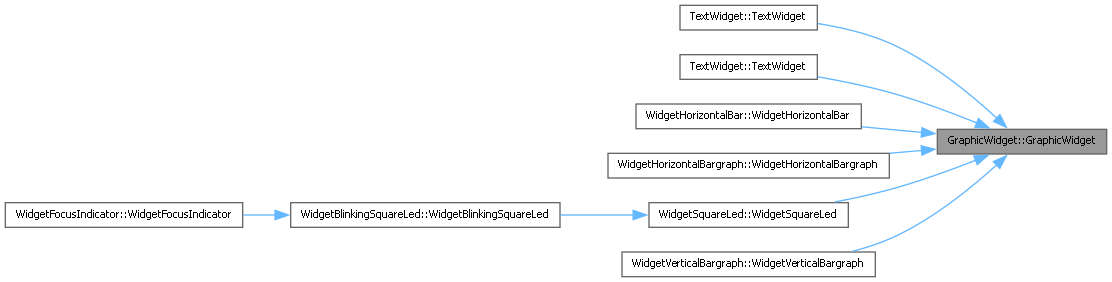 TextWidget::TextWidget
TextWidget::TextWidget
WidgetHorizontalBar::WidgetHorizontalBar
GraphicWidget::GraphicWidget
WidgetHorizontalBargraph::WidgetHorizontalBargraph
WidgetFocusIndicator::WidgetFocusIndicator
WidgetBlinkingSquareLed::WidgetBlinkingSquareLed
WidgetSquareLed::WidgetSquareLed
WidgetVerticalBargraph::WidgetVerticalBargraph